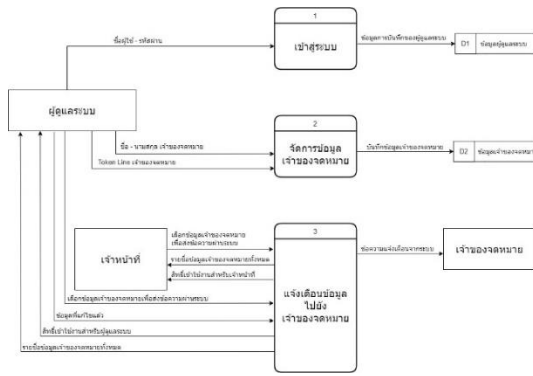 1
ชื่อผู้ใช้ - รหัสผ่าน
เข้าสู่ระบบ
ข้อมูลการบันทึกของผู้ดูแลระบบ
D1 ข้อมูลผู้ดูแลระบบ
ผู้ดูแลระบบ
2
ชื่อ - นามสกุล เจ้าของจดหมาย
Token Line เจ้าของจดหมาย
จัดการข้อมูล
เจ้าของจดหมาย
บันทึกข้อมูลเจ้าของจดหมาย
D2 ข้อมูลเจ้าของจดหมาย
3
เจ้าหน้าที่
เลือกข้อมูลเจ้าของจดหมาย
เพื่อส่งข้อความผ่านระบบ
รายชื่อข้อมูลเจ้าของจดหมายทั้งหมด
สิทธิ์เข้าใช้งานสำหรับเจ้าหน้าที่
แจ้งเตือนข้อมูล
ไปยัง
เจ้าของจดหมาย
ข้อความแจ้งเตือนจากระบบ
เจ้าของจดหมาย
เลือกข้อมูลเจ้าของจดหมายเพื่อส่งข้อความผ่านระบบ
ข้อมูลที่แก้ไขแล้ว
สิทธิ์เข้าใช้งานสำหรับผู้ดูแลระบบ
รายชื่อข้อมูลเจ้าของจดหมายทั้งหมด